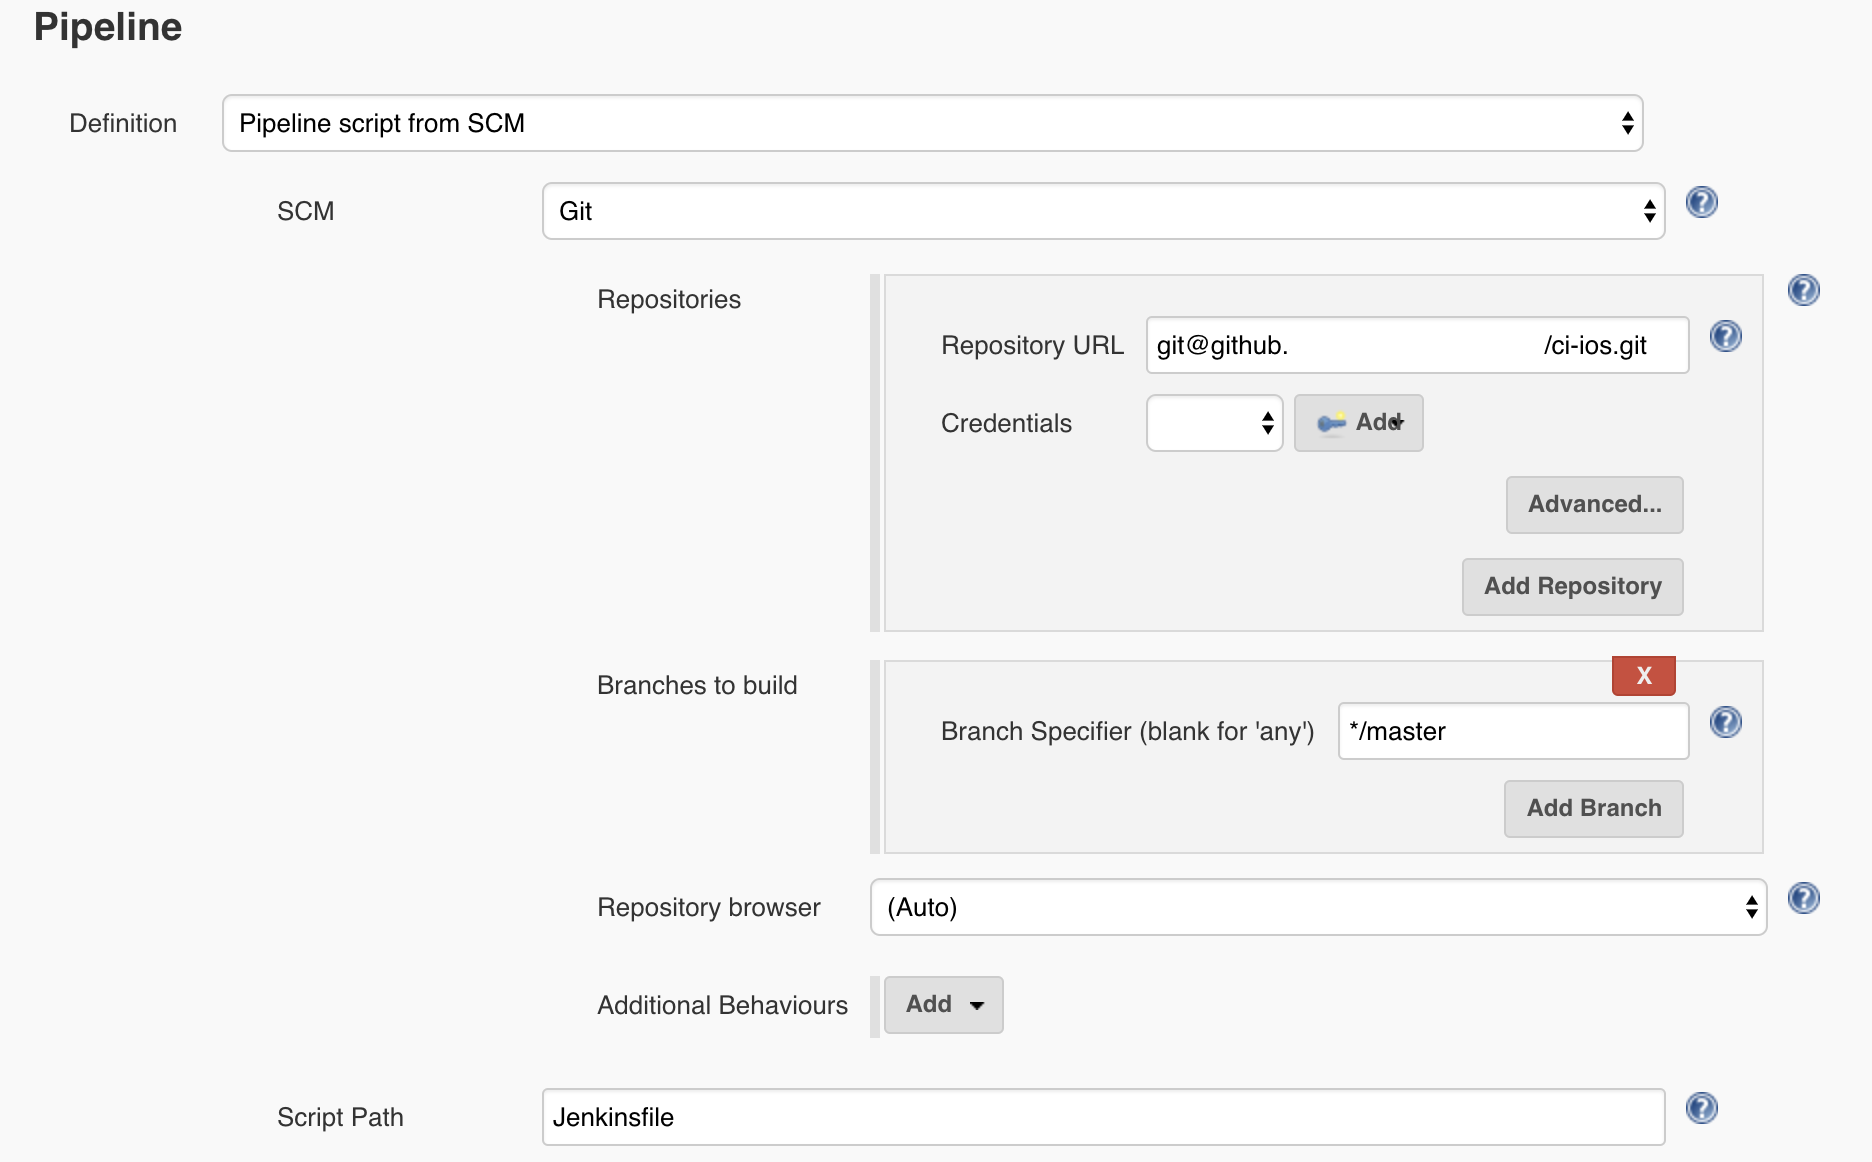 Pipeline
Definition
Pipeline script from SCM
SCM
Git
?
Repositories
?
Repository URL
git@github. /ci-ios.git
?
Credentials
Add
Advanced...
Add Repository
Branches to build
X
Branch Specifier (blank for 'any')
*/master
?
Add Branch
Repository browser
(Auto)
?
Additional Behaviours
Add
Script Path
Jenkinsfile
?